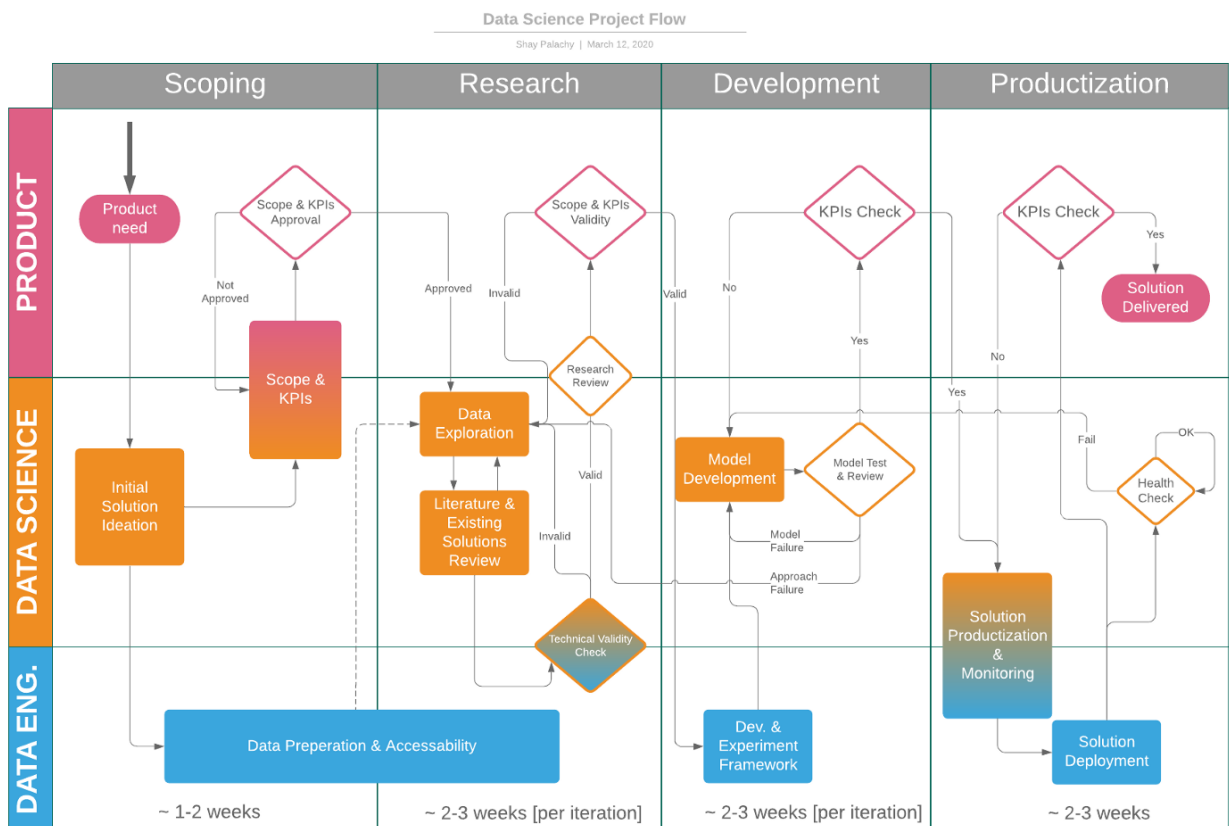 Data Science Project Flow
Shay Palachy | March 12, 2020
Scoping
Research
Development
Productization
PRODUCT
Product
need
Scope & KPIs
Approval
Not
Approved
Approved
Scope &
KPIs
Scope & KPIs
Validity
Invalid
Valid
Research
Review
KPIs Check
No
Yes
KPIs Check
No
Yes
Solution
Delivered
DATA SCIENCE
Initial
Solution
Ideation
Data
Exploration
Literature &
Existing
Solutions
Review
Invalid
Valid
Technical Validity
Check
Model
Development
Model Test
& Review
Model
Failure
Approach
Failure
Yes
Fail
OK
Health
Check
Solution
Productization
&
Monitoring
DATA ENG.
Data Preperation & Accessability
Dev. &
Experiment
Framework
Solution
Deployment
~ 1-2 weeks
~ 2-3 weeks [per iteration]
~ 2-3 weeks [per iteration]
~ 2-3 weeks